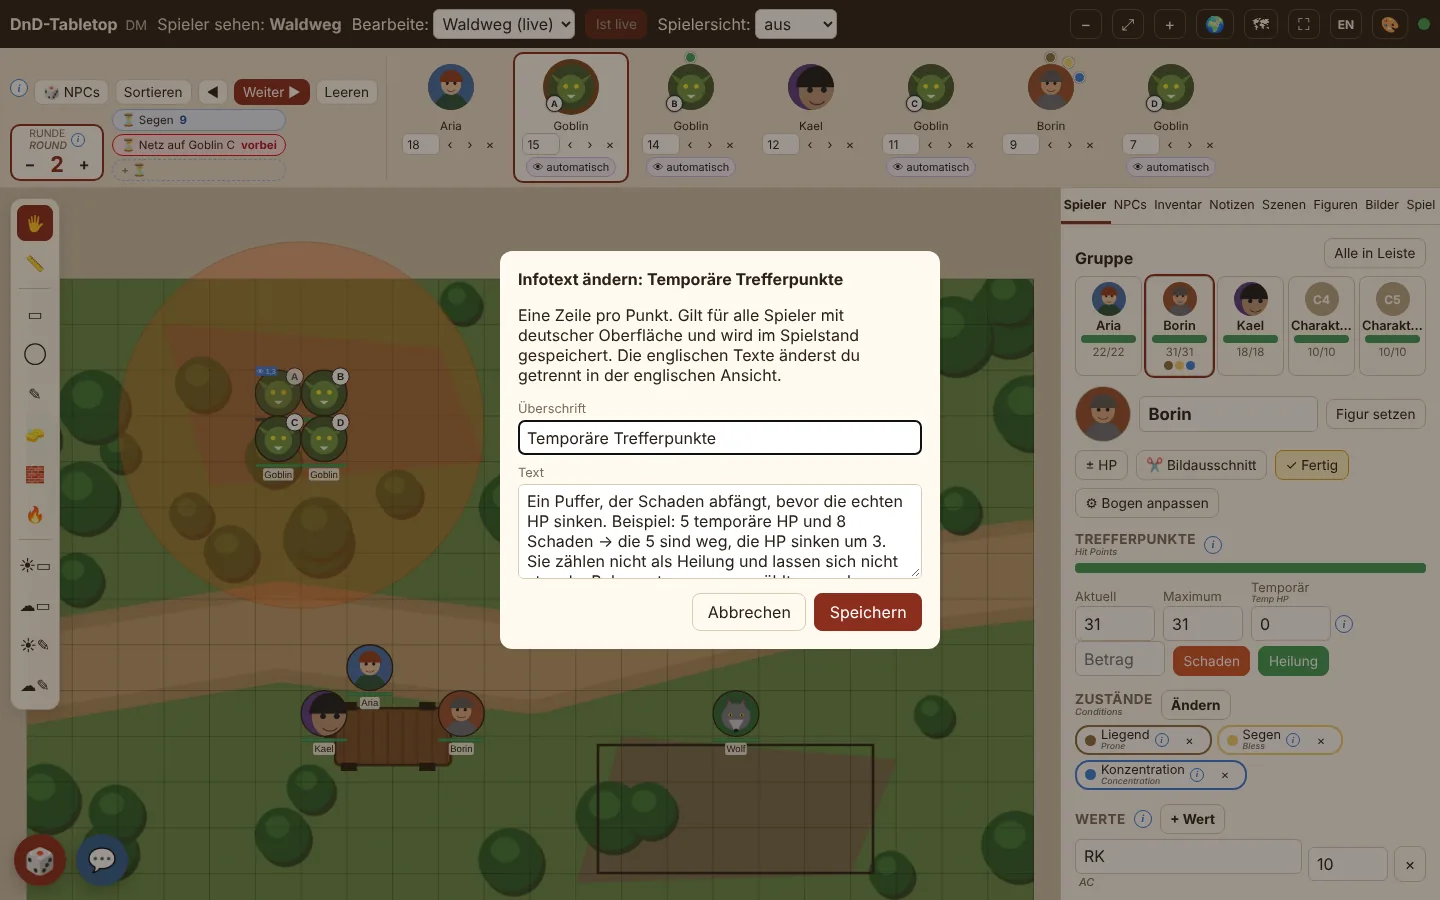 DnD-Tabletop DM Spieler sehen: Waldweg Bearbeite: Waldweg (live) Ist live Spielersicht: aus
− + EN
i NPCs Sortieren Weiter Leeren
RUNDE
ROUND i
− 2 +
Segen 9
Netz auf Goblin C vorbei
+
Aria
18 ‹ › ×
A
Goblin
15 ‹ › ×
automatisch
B
Goblin
14 ‹ › ×
automatisch
Kael
12 ‹ › ×
C
Goblin
11 ‹ › ×
automatisch
Borin
9 ‹ › ×
D
Goblin
7 ‹ › ×
automatisch
A B
C D
Goblin Goblin
Aria
Kael Borin
Wolf
Infotext ändern: Temporäre Trefferpunkte
Eine Zeile pro Punkt. Gilt für alle Spieler mit
deutscher Oberfläche und wird im Spielstand
gespeichert. Die englischen Texte änderst du
getrennt in der englischen Ansicht.
Überschrift
Temporäre Trefferpunkte
Text
Ein Puffer, der Schaden abfängt, bevor die echten
HP sinken. Beispiel: 5 temporäre HP und 8
Schaden → die 5 sind weg, die HP sinken um 3.
Sie zählen nicht als Heilung und lassen sich nicht
Abbrechen Speichern
Spieler NPCs Inventar Notizen Szenen Figuren Bilder Spiel
Gruppe Alle in Leiste
Aria
22/22
Borin
31/31
Kael
18/18
C4
Charakt...
10/10
C5
Charakt...
10/10
Borin Figur setzen
± HP Bildausschnitt ✓ Fertig
Bogen anpassen
TREFFERPUNKTE i
Hit Points
Aktuell Maximum Temporär
Temp HP
31 31 0 i
Betrag Schaden Heilung
ZUSTÄNDE Ändern
Conditions
Liegend i ×
Prone
Segen i ×
Bless
Konzentration i ×
Concentration
WERTE i + Wert
RK 10 ×
AC